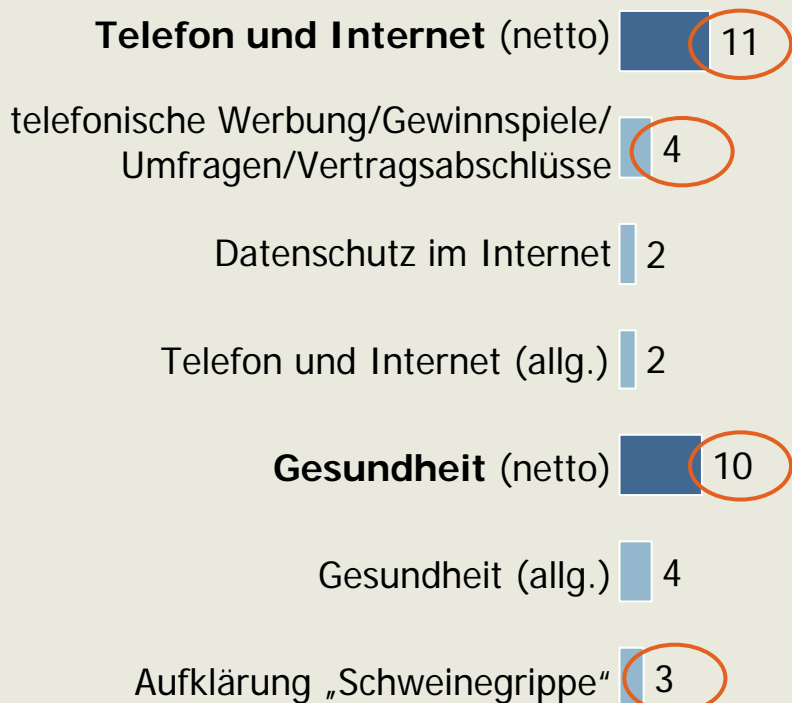 Telefon und Internet (netto) 11
telefonische Werbung/Gewinnspiele/
Umfragen/Vertragsabschlüsse 4
Datenschutz im Internet 2
Telefon und Internet (allg.) 2
Gesundheit (netto) 10
Gesundheit (allg.) 4
Aufklärung „Schweinegrippe“ 3